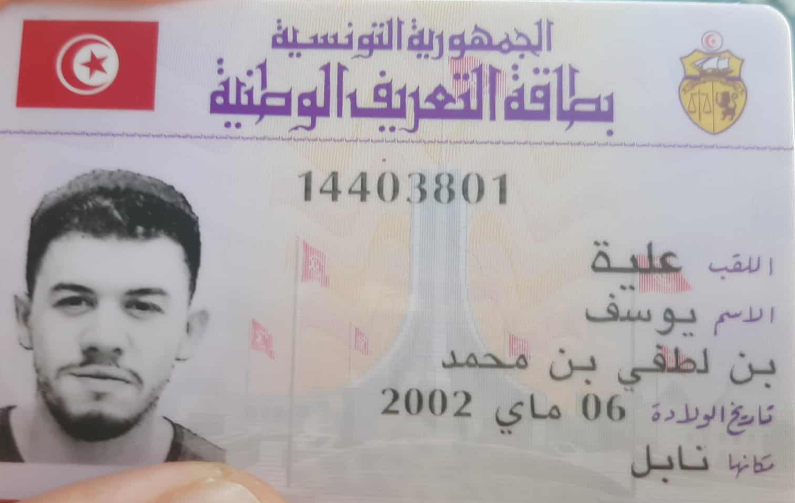 الجمهورية التونسية
بطاقة التعريف الوطنية
14403801
اللقب علية
الاسم يوسف
بن لطفي بن محمد
تاريخ الولادة 06 ماي 2002
مكانها نابل